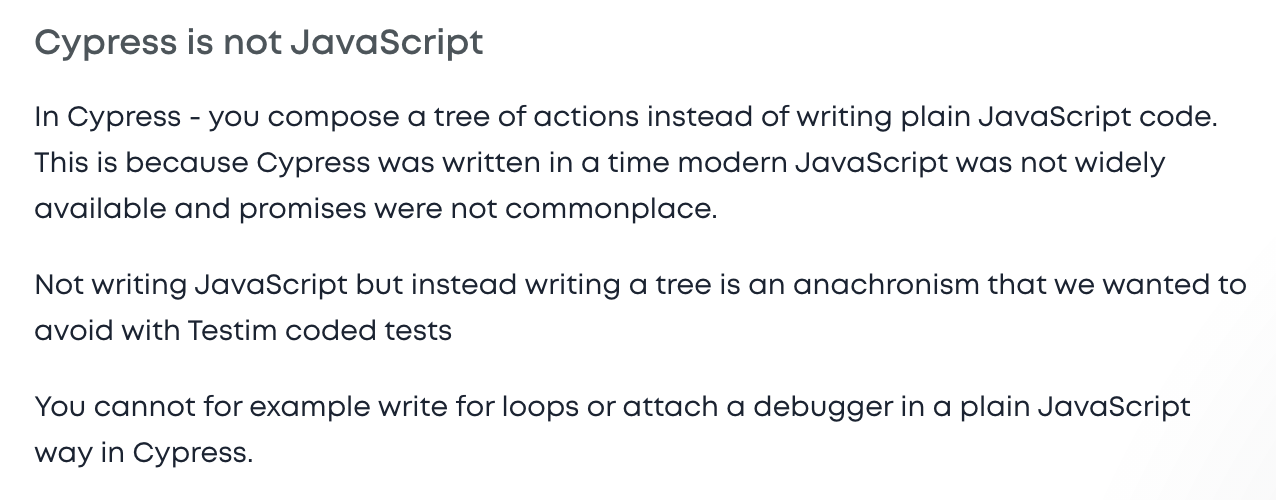 Cypress is not JavaScript
In Cypress - you compose a tree of actions instead of writing plain JavaScript code.
This is because Cypress was written in a time modern JavaScript was not widely
available and promises were not commonplace.
Not writing JavaScript but instead writing a tree is an anachronism that we wanted to
avoid with Testim coded tests
You cannot for example write for loops or attach a debugger in a plain JavaScript
way in Cypress.